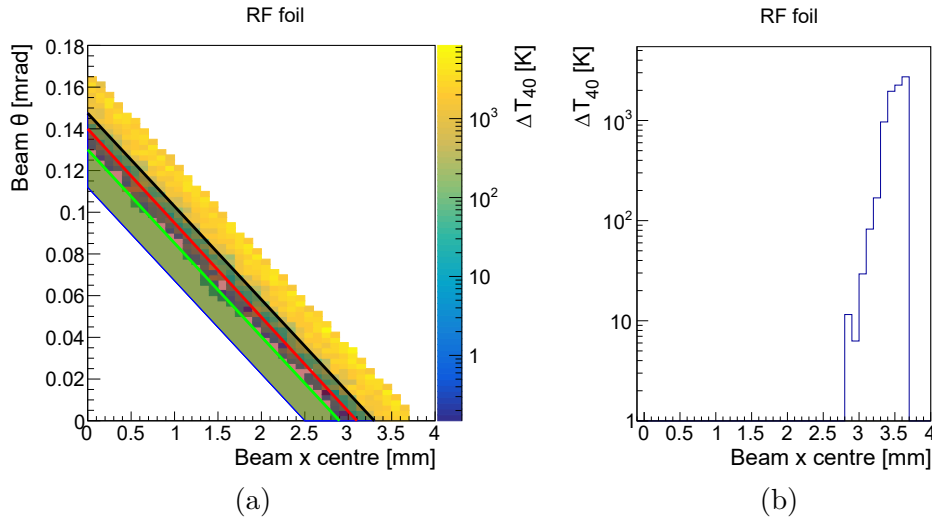 RF foil
Beam θ [mrad]
0.18
0.16
0.14
0.12
0.1
0.08
0.06
0.04
0.02
0
0 0.5 1 1.5 2 2.5 3 3.5 4
Beam x centre [mm]
Δ T40 [K]
10³
10²
10
1
(a)
RF foil
Δ T40 [K]
10³
10²
10
1
0 0.5 1 1.5 2 2.5 3 3.5 4
Beam x centre [mm]
(b)